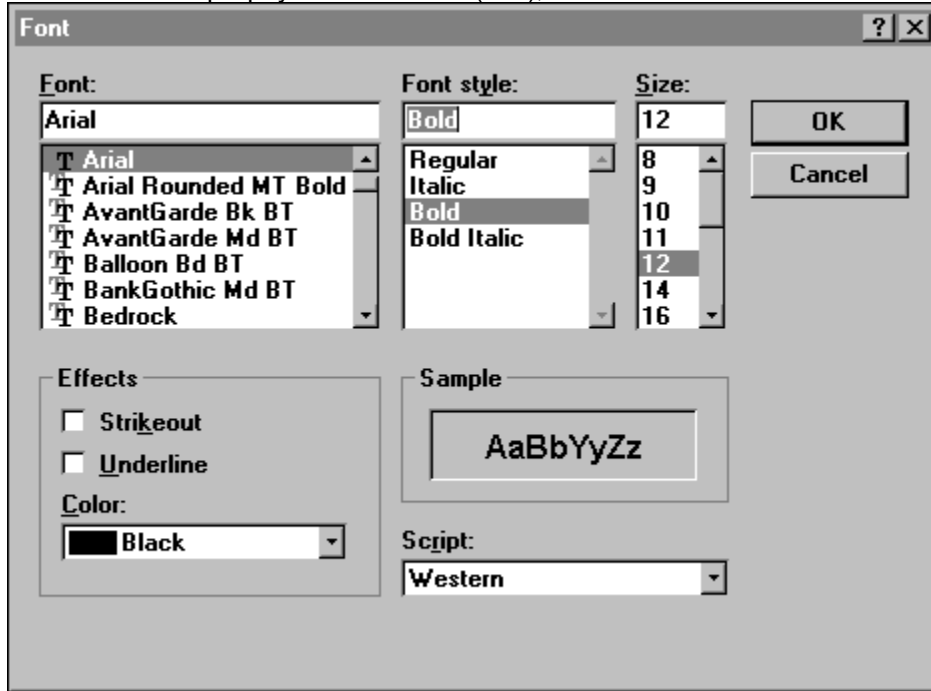 Font
? X
Font:
Arial
Arial
Arial Rounded MT Bold
AvantGarde Bk BT
AvantGarde Md BT
Balloon Bd BT
BankGothic Md BT
Bedrock
Font style:
Bold
Regular
Italic
Bold
Bold Italic
Size:
12
8
9
10
11
12
14
16
OK
Cancel
Effects
Strikeout
Underline
Color:
Black
Sample
AaBbYyZz
Script:
Western